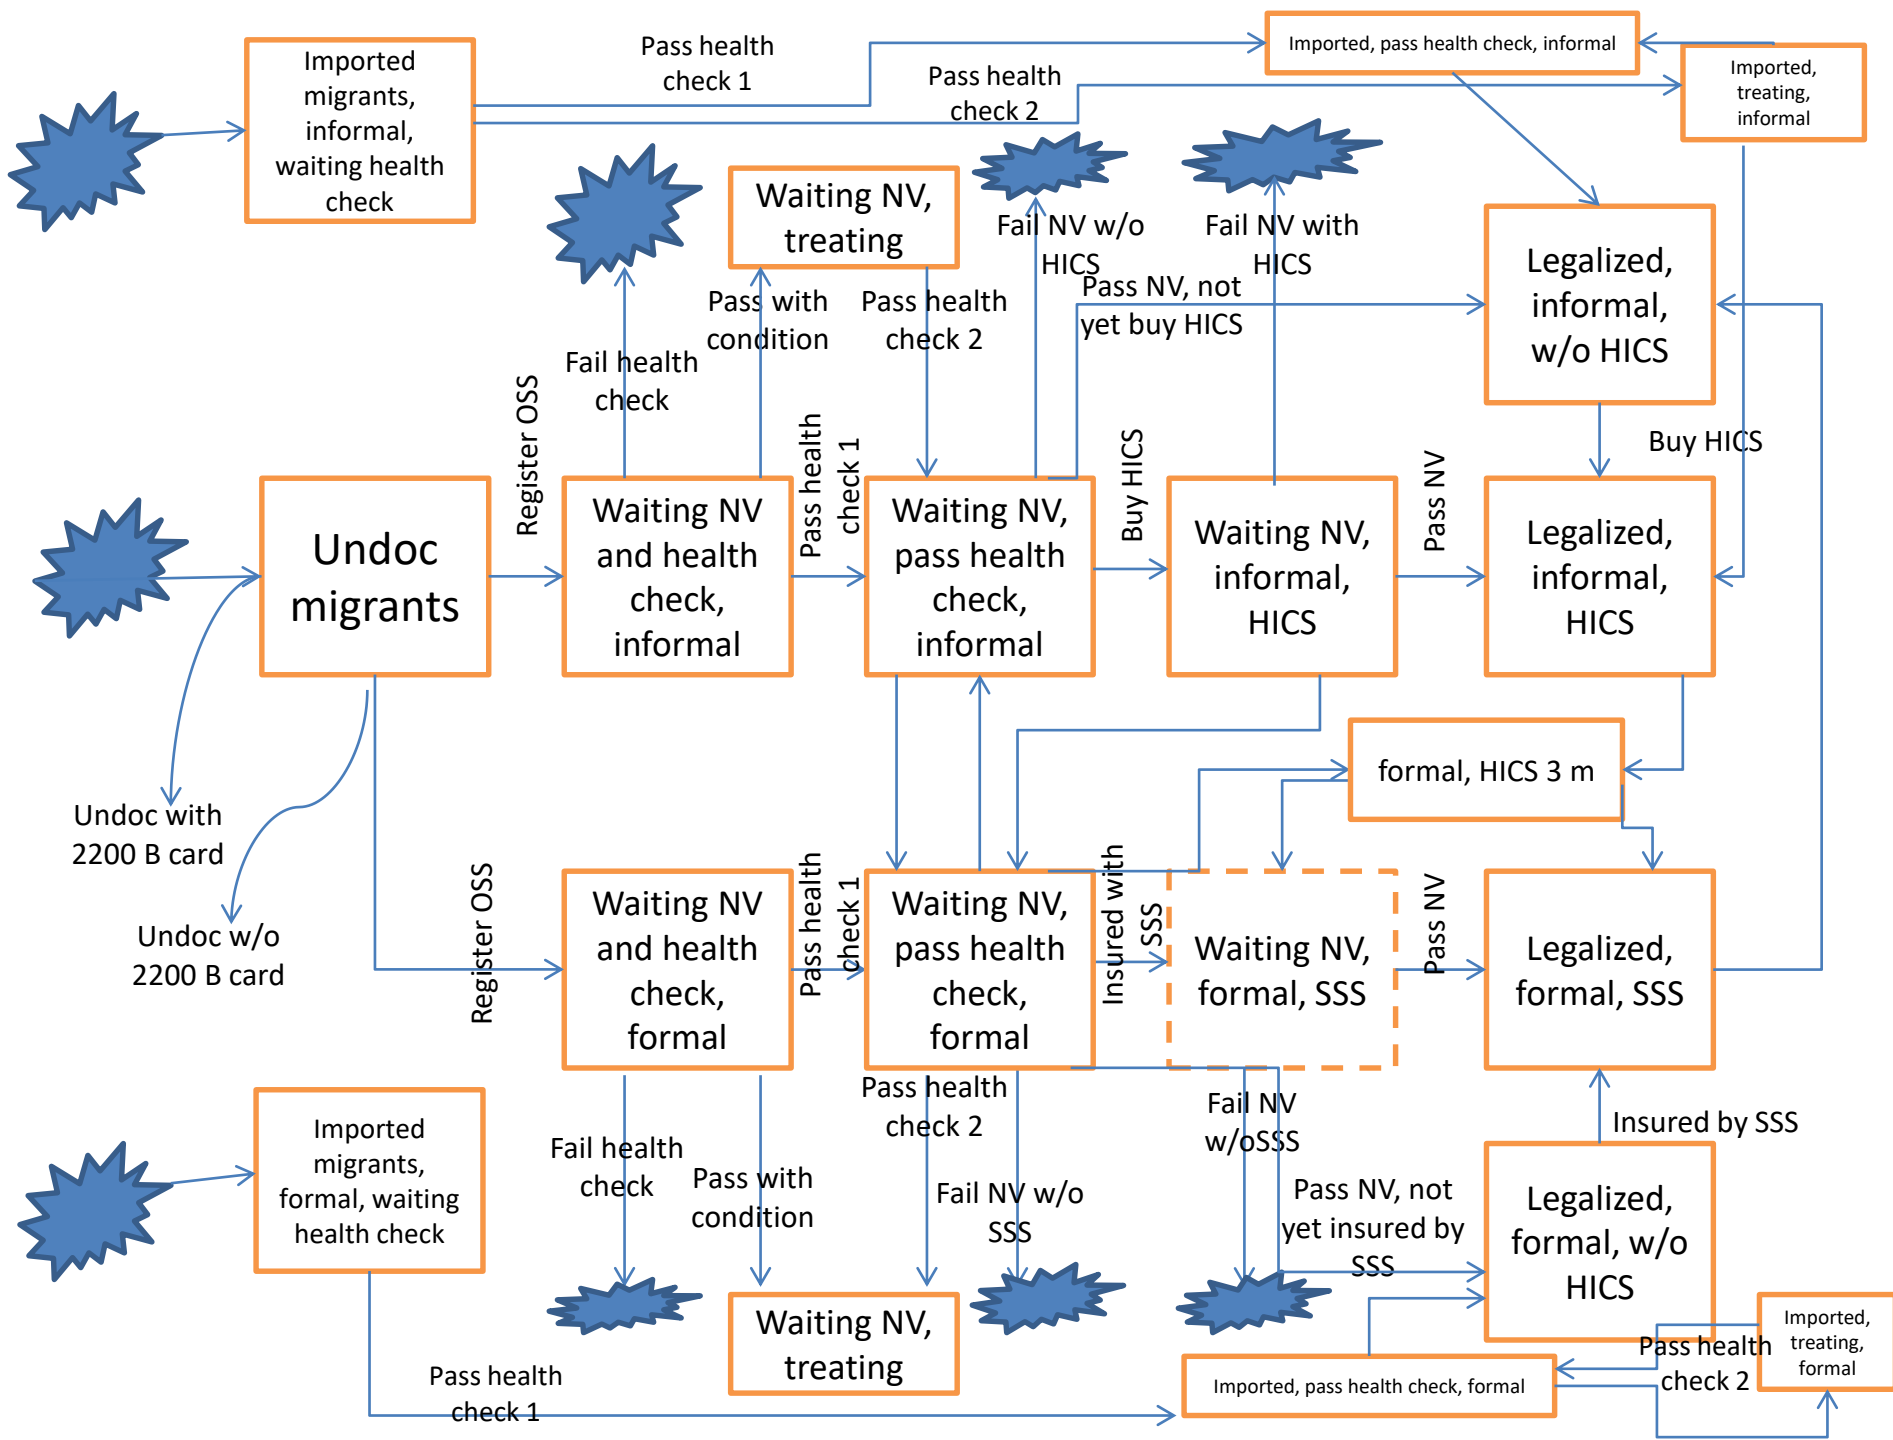 Imported
migrants,
informal,
waiting health
check
Pass health
check 1
Pass health
check 2
Imported, pass health check, informal
Imported,
treating,
informal
Waiting NV,
treating
Fail NV w/o
HICS
Fail NV with
HICS
Legalized,
informal,
w/o HICS
Pass with
condition
Pass health
check 2
Pass NV, not
yet buy HICS
Fail health
check
Register OSS
Pass health
check 1
Buy HICS
Pass NV
Buy HICS
Undoc
migrants
Waiting NV
and health
check,
informal
Waiting NV,
pass health
check,
informal
Waiting NV,
informal,
HICS
Legalized,
informal,
HICS
formal, HICS 3 m
Undoc with
2200 B card
Undoc w/o
2200 B card
Register OSS
Waiting NV
and health
check,
formal
Pass health
check 1
Waiting NV,
pass health
check,
formal
Insured with
SSS
Waiting NV,
formal, SSS
Pass NV
Legalized,
formal, SSS
Imported
migrants,
formal, waiting
health check
Fail health
check
Pass with
condition
Pass health
check 2
Fail NV w/o
SSS
Fail NV
w/oSSS
Pass NV, not
yet insured by
SSS
Insured by SSS
Legalized,
formal, w/o
HICS
Waiting NV,
treating
Pass health
check 1
Imported, pass health check, formal
Pass health
check 2
Imported,
treating,
formal